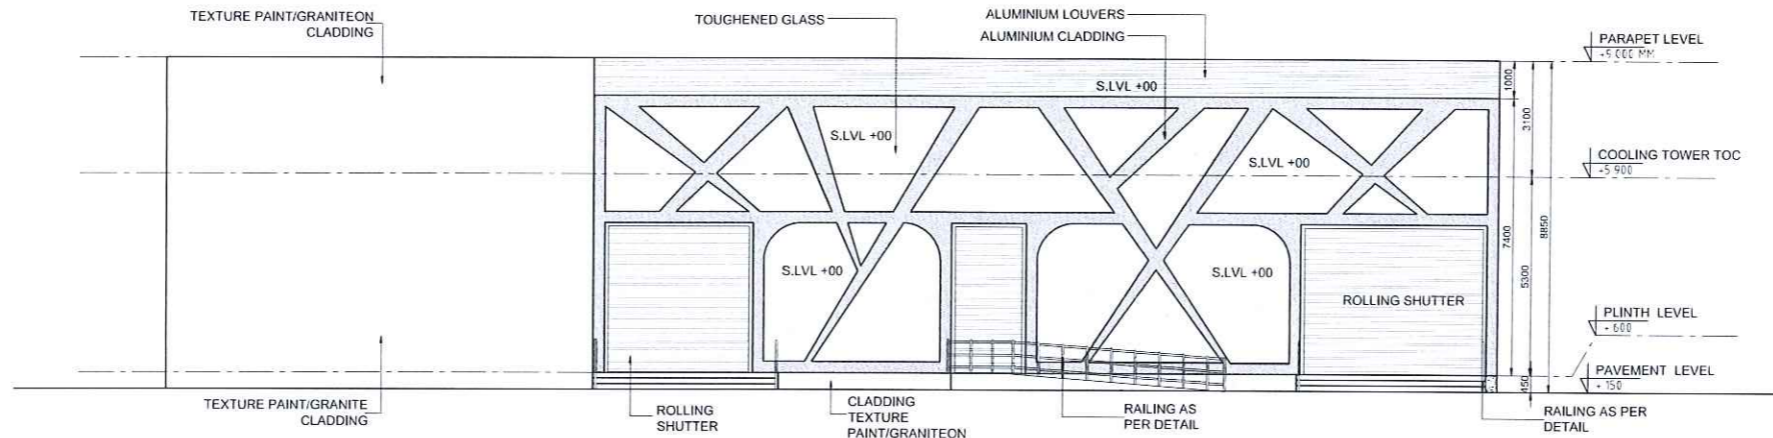 TEXTURE PAINT/GRANITEON
CLADDING
TOUGHENED GLASS
ALUMINIUM LOUVERS
ALUMINIUM CLADDING
PARAPET LEVEL
+9 000 MM
S.LVL +00
1000
3100
S.LVL +00
S.LVL +00
COOLING TOWER TOC
+5 900
7400
8850
S.LVL +00
S.LVL +00
5300
ROLLING SHUTTER
PLINTH LEVEL
+ 600
PAVEMENT LEVEL
+ 150
450
TEXTURE PAINT/GRANITE
CLADDING
ROLLING
SHUTTER
CLADDING
TEXTURE
PAINT/GRANITEON
RAILING AS
PER DETAIL
RAILING AS PER
DETAIL